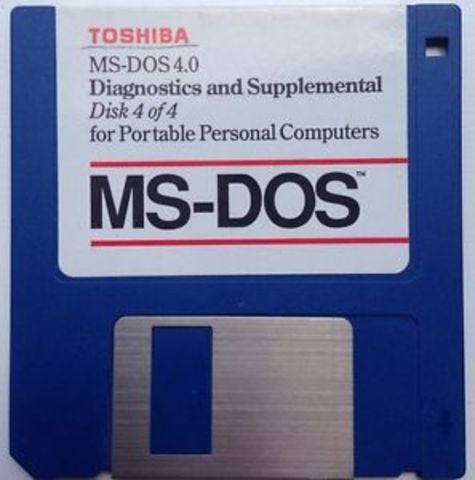 TOSHIBA
MS-DOS 4.0
Diagnostics and Supplemental
Disk 4 of 4
for Portable Personal Computers
MS-DOS™